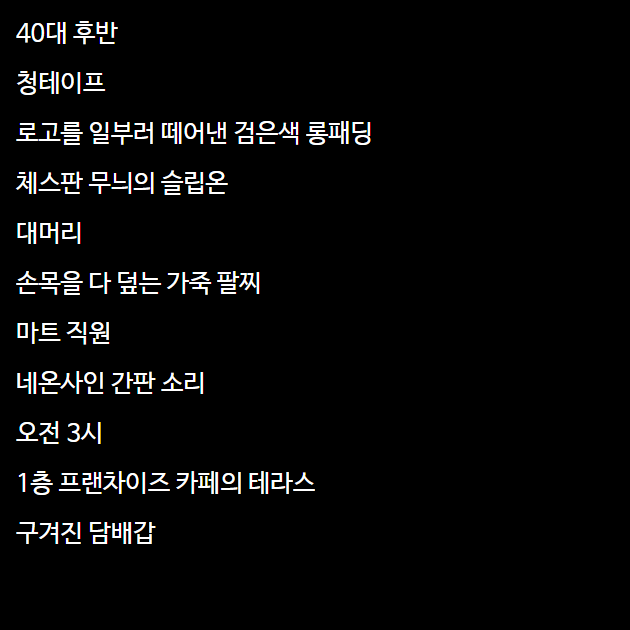 40대 후반
청테이프
로고를 일부러 떼어낸 검은색 롱패딩
체스판 무늬의 슬립온
대머리
손목을 다 덮는 가죽 팔찌
마트 직원
네온사인 간판 소리
오전 3시
1층 프랜차이즈 카페의 테라스
구겨진 담배갑